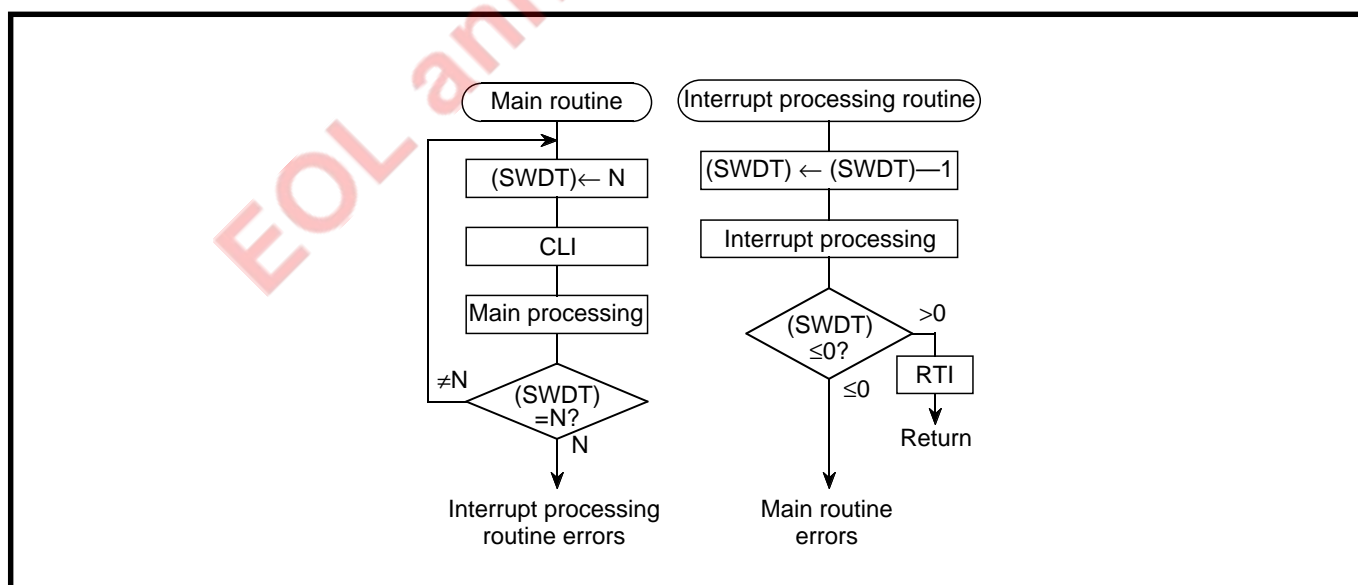 EOL
Main routine
(SWDT)← N
CLI
Main processing
≠N
(SWDT)
=N?
N
Interrupt processing
routine errors
Interrupt processing routine
(SWDT) ← (SWDT)—1
Interrupt processing
(SWDT)
≤0?
>0
RTI
Return
≤0
Main routine
errors